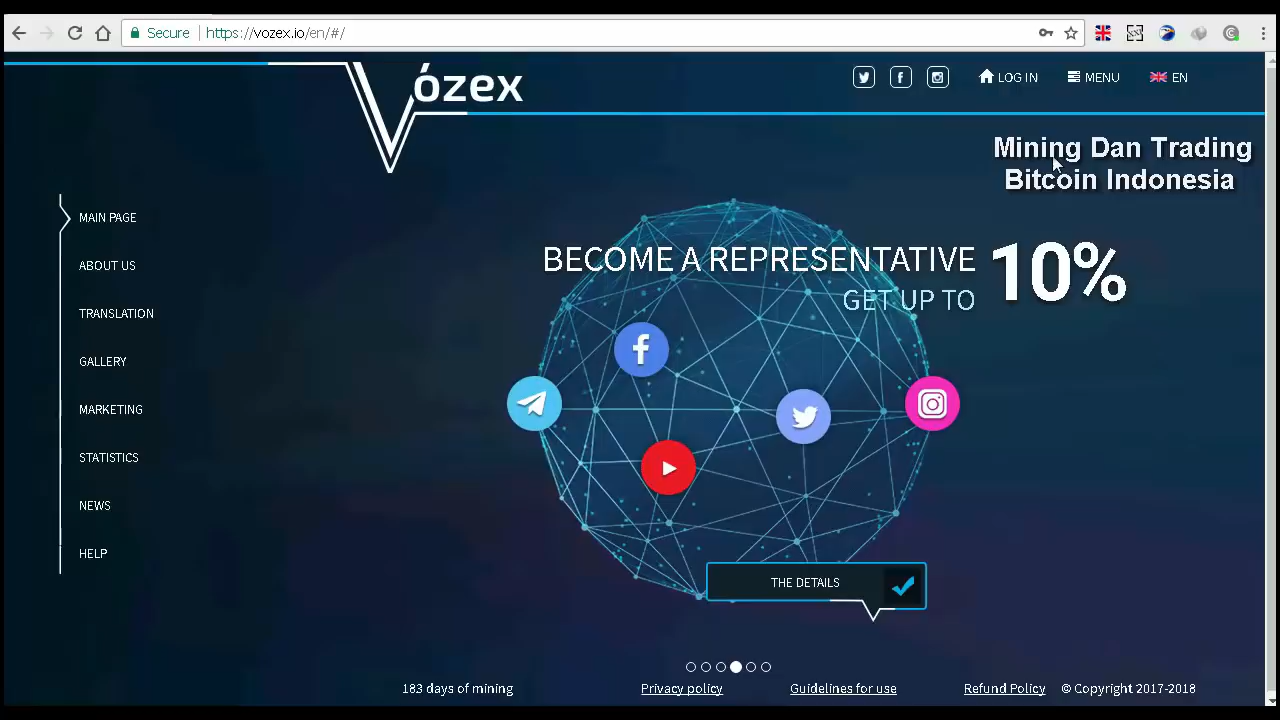 Secure
https://vozex.io/en/#/
Vózex
LOG IN
MENU
EN
Mining Dan Trading
Bitcoin Indonesia
MAIN PAGE
ABOUT US
TRANSLATION
GALLERY
MARKETING
STATISTICS
NEWS
HELP
BECOME A REPRESENTATIVE
GET UP TO
10%
THE DETAILS
183 days of mining
Privacy policy
Guidelines for use
Refund Policy
© Copyright 2017-2018